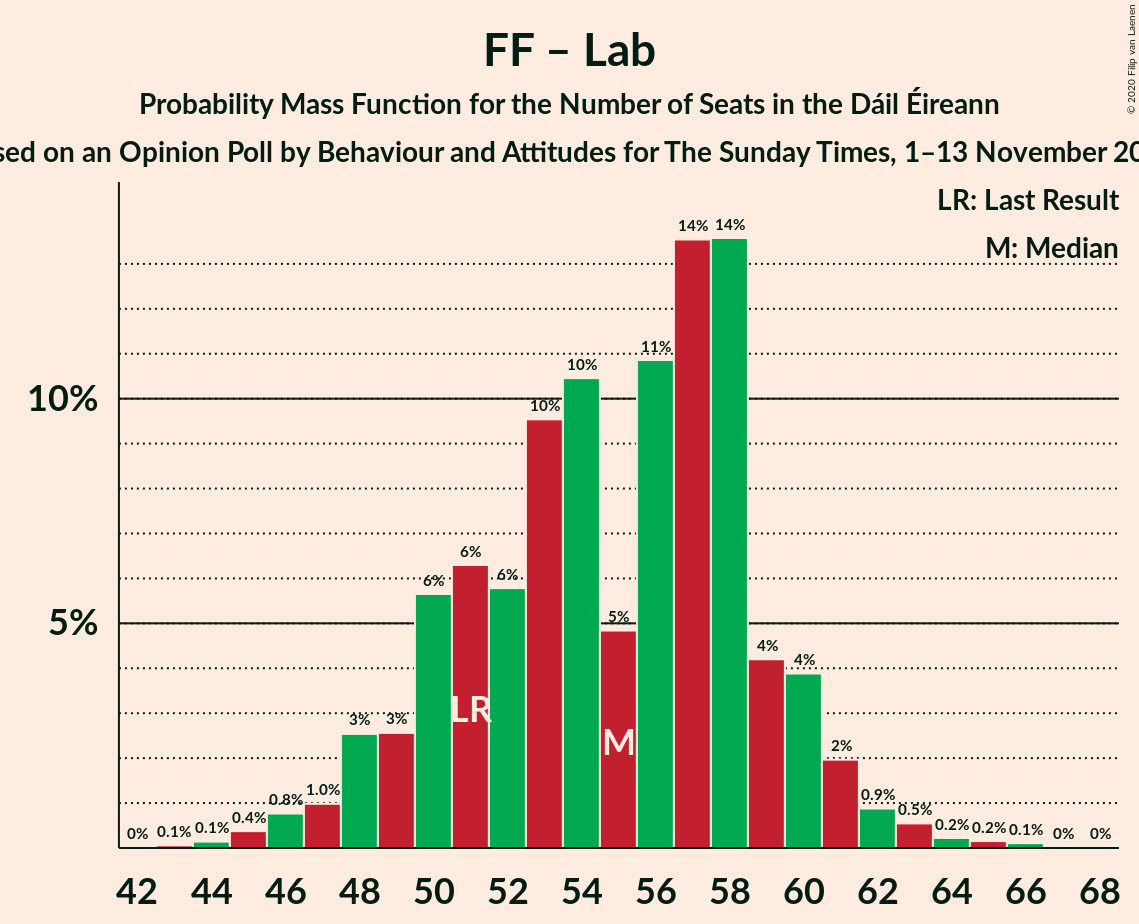 FF – Lab
Probability Mass Function for the Number of Seats in the Dáil Éireann
sed on an Opinion Poll by Behaviour and Attitudes for The Sunday Times, 1–13 November 20
© 2020 Filip van Laenen
LR: Last Result
M: Median
14% 14%
11%
10%
10%
10%
6%
6%
6%
5%
5%
4%
4%
LR
3% 3%
M
2%
0.8% 1.0% 0.9%
0% 0.1% 0.1% 0.4% 0.5% 0.2% 0.2% 0.1% 0% 0%
42 44 46 48 50 52 54 56 58 60 62 64 66 68